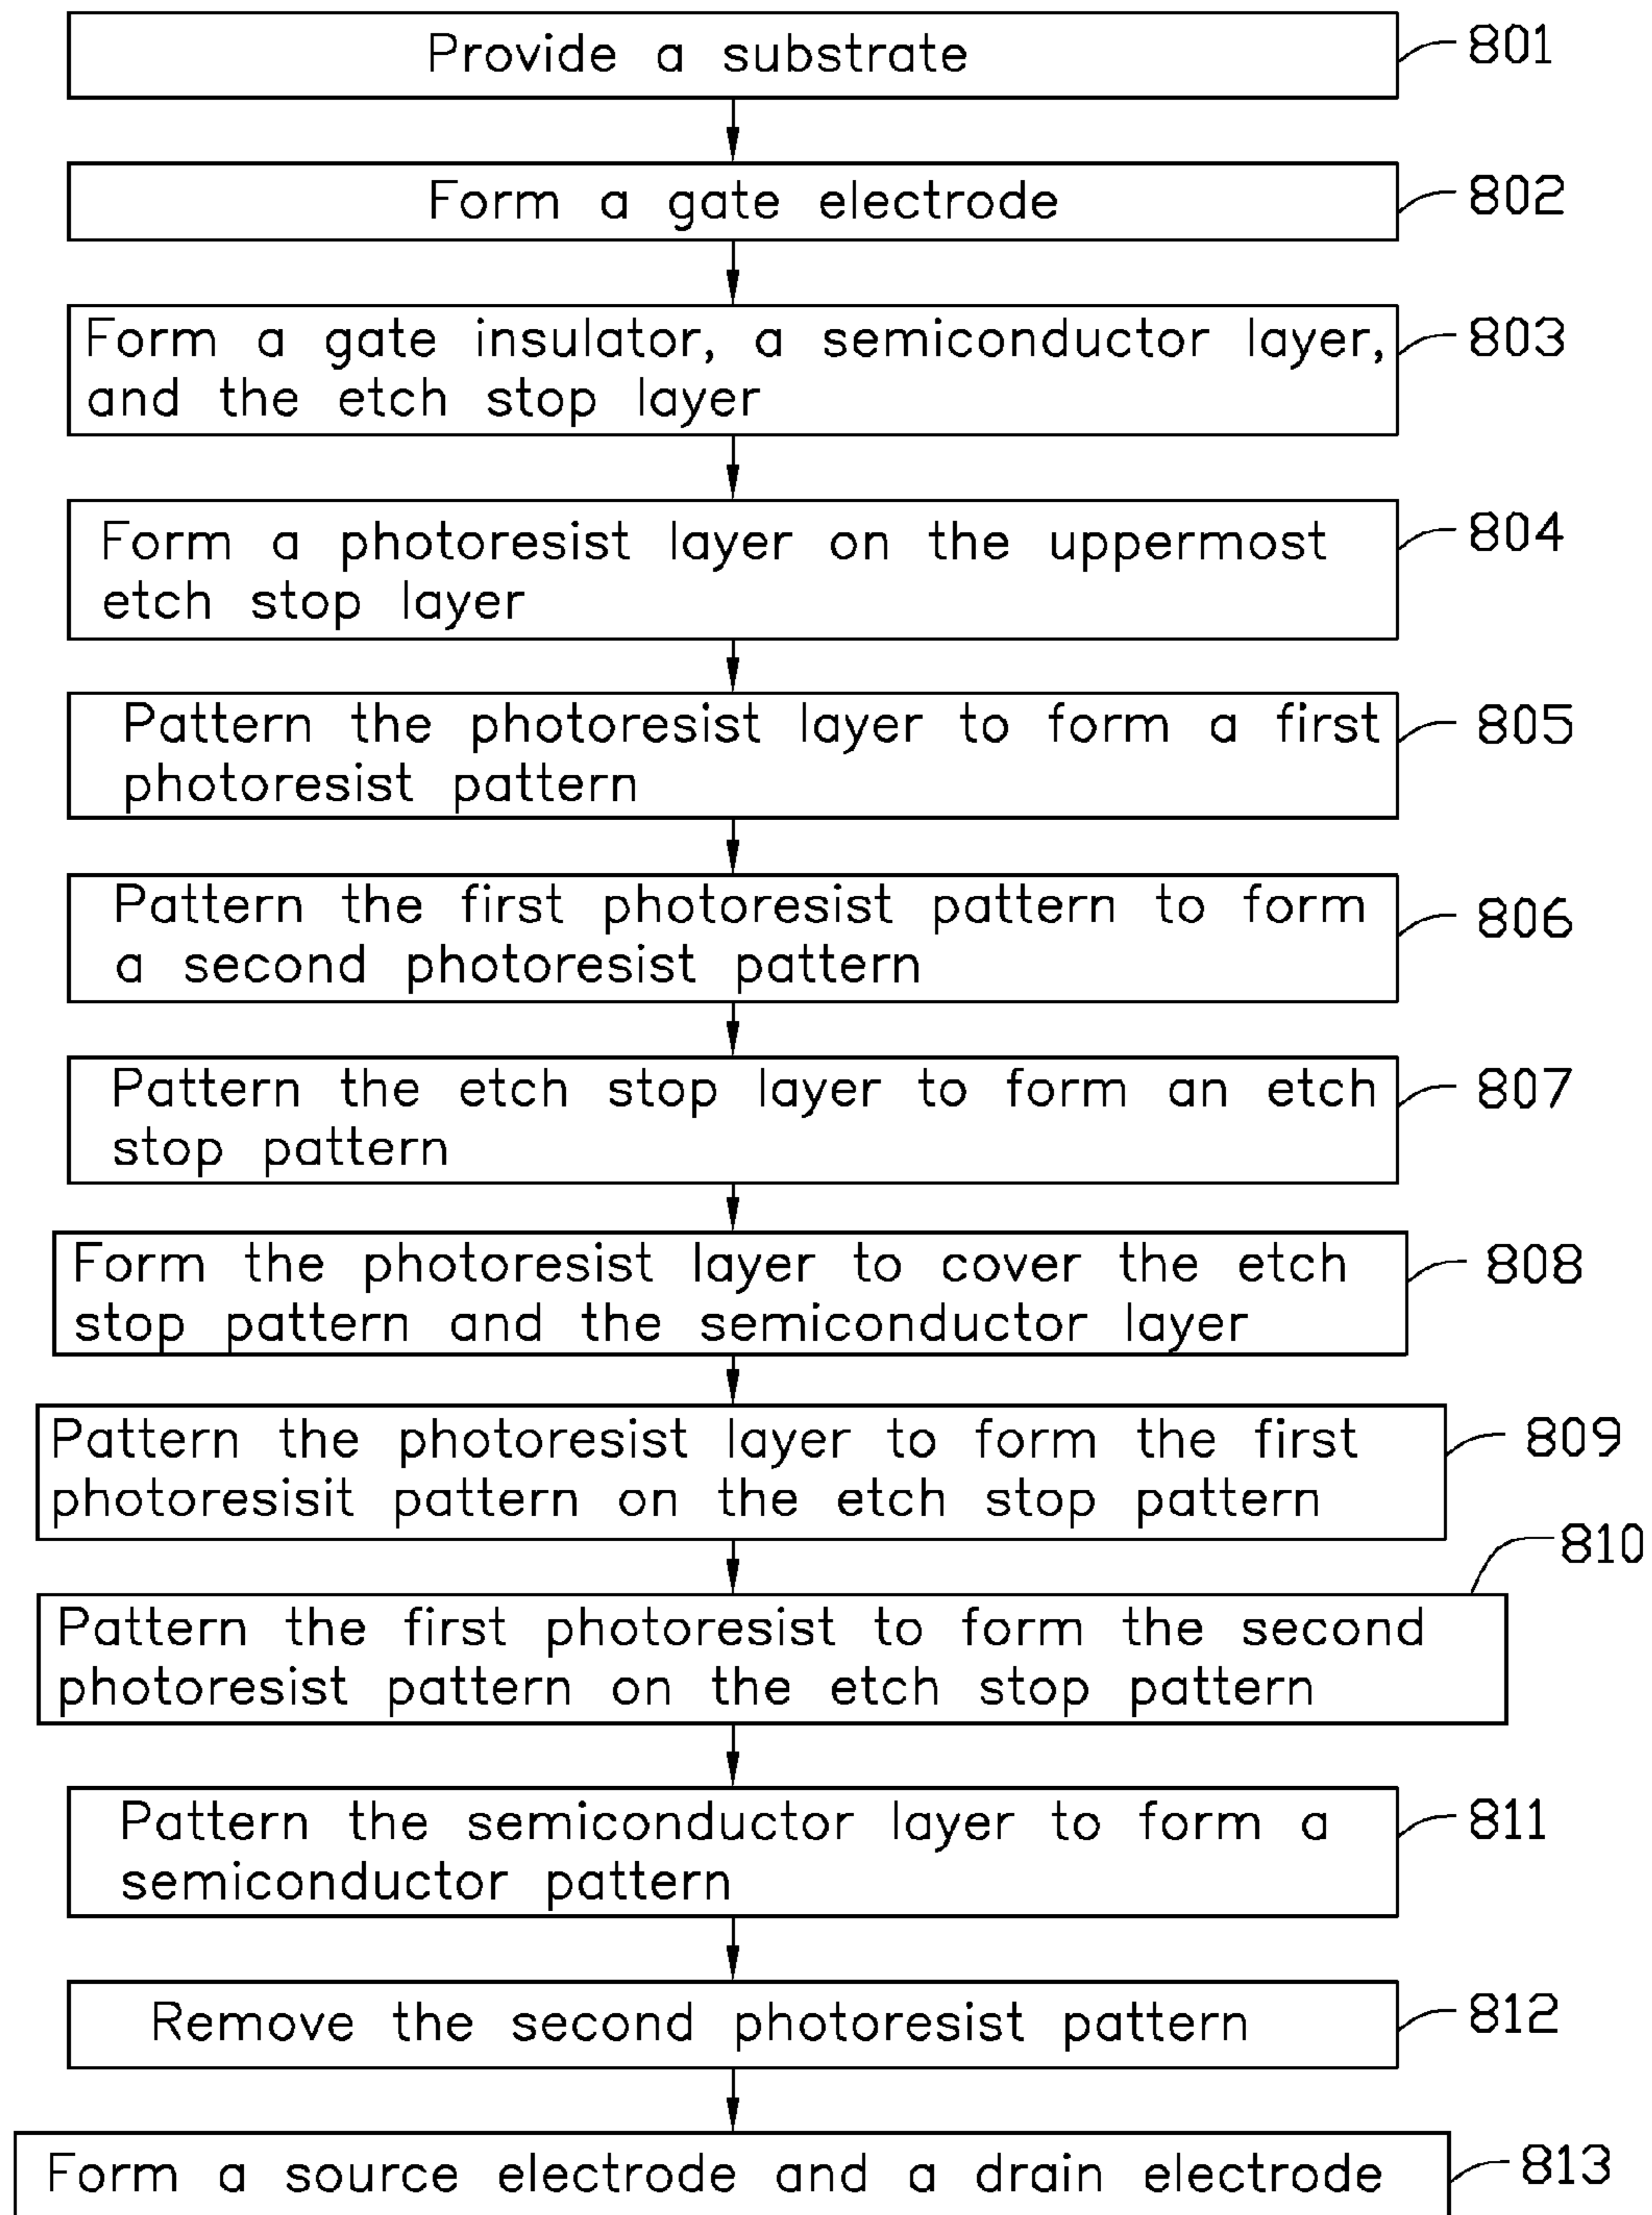 Provide a substrate
801
Form a gate electrode
802
Form a gate insulator, a semiconductor layer,
and the etch stop layer
803
Form a photoresist layer on the uppermost
etch stop layer
804
Pattern the photoresist layer to form a first
photoresist pattern
805
Pattern the first photoresist pattern to form
a second photoresist pattern
806
Pattern the etch stop layer to form an etch
stop pattern
807
Form the photoresist layer to cover the etch
stop pattern and the semiconductor layer
808
Pattern the photoresist layer to form the first
photoresisit pattern on the etch stop pattern
809
Pattern the first photoresist to form the second
photoresist pattern on the etch stop pattern
810
Pattern the semiconductor layer to form a
semiconductor pattern
811
Remove the second photoresist pattern
812
Form a source electrode and a drain electrode
813